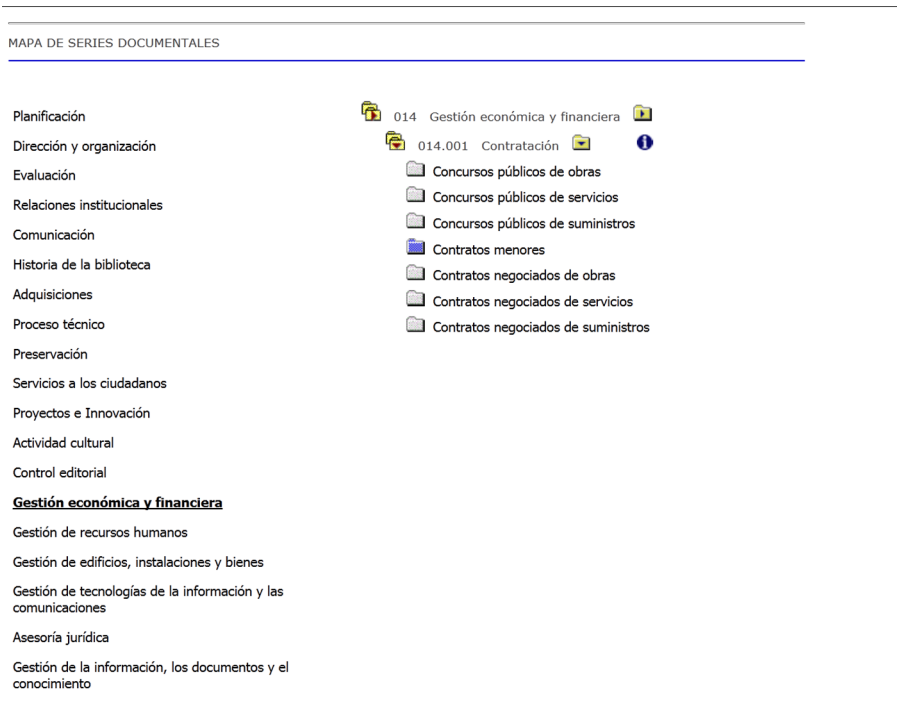 MAPA DE SERIES DOCUMENTALES
Planificación
Dirección y organización
Evaluación
Relaciones institucionales
Comunicación
Historia de la biblioteca
Adquisiciones
Proceso técnico
Preservación
Servicios a los ciudadanos
Proyectos e Innovación
Actividad cultural
Control editorial
Gestión económica y financiera
Gestión de recursos humanos
Gestión de edificios, instalaciones y bienes
Gestión de tecnologías de la información y las
comunicaciones
Asesoría jurídica
Gestión de la información, los documentos y el
conocimiento
014 Gestión económica y financiera
014.001 Contratación
Concursos públicos de obras
Concursos públicos de servicios
Concursos públicos de suministros
Contratos menores
Contratos negociados de obras
Contratos negociados de servicios
Contratos negociados de suministros